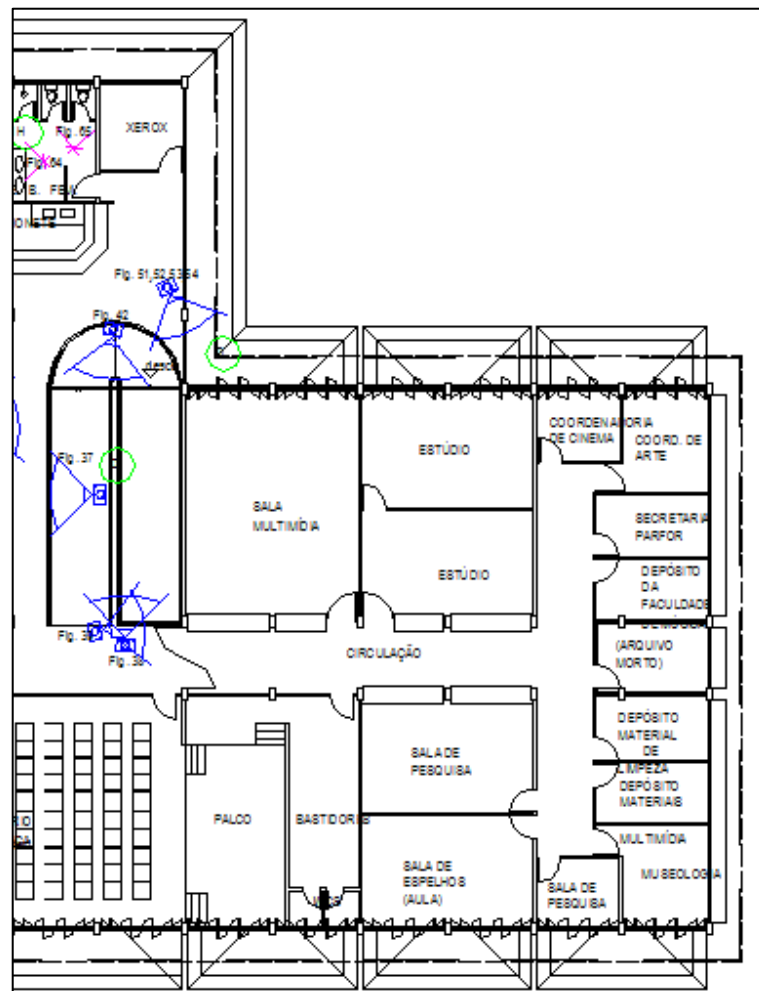 XEROX
H
Fig. 65
Fig. 64
B. FEM.
Fig. 51,52,53,54
Fig. 42
desce
Fig. 37
COORDENADORIA
DE CINEMA
COORD. DE
ARTE
ESTÚDIO
SALA
MULTIMÍDIA
SECRETARIA
PARFOR
ESTÚDIO
DEPÓSITO
DA
FACULDADE
Fig. 38
CIRCULAÇÃO
(ARQUIVO
MORTO)
SALA DE
PESQUISA
DEPÓSITO
MATERIAL
DE
LIMPEZA
DEPÓSITO
MATERIAIS
MULTIMÍDIA
PALCO
BASTIDORES
SALA DE
ESPELHOS
(AULA)
MUSEOLOGIA
SALA DE
PESQUISA